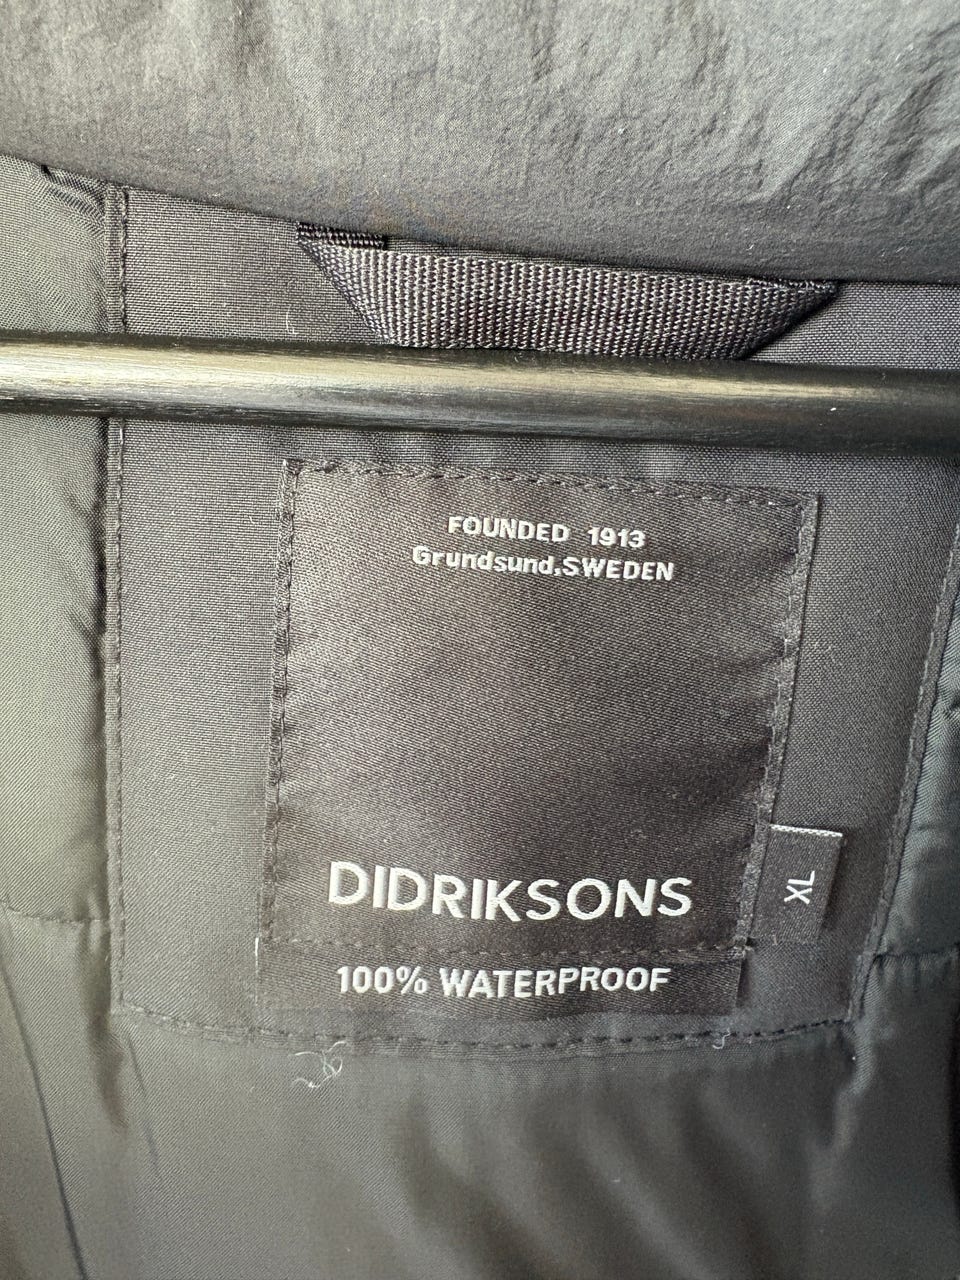 FOUNDED 1913
Grundsund,SWEDEN
DIDRIKSONS
XL
100% WATERPROOF